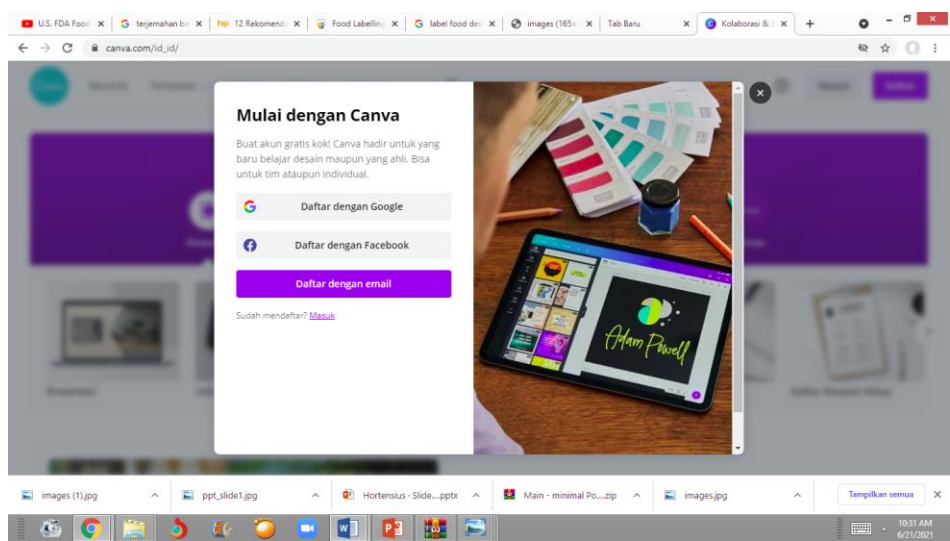 U.S. FDA Food
terjemahan ba
12 Rekomenda
Food Labelling
label food des
images (165×
Tab Baru
Kolaborasi &
canva.com/id_id/
Mulai dengan Canva
Buat akun gratis kok! Canva hadir untuk yang
baru belajar desain maupun yang ahli. Bisa
untuk tim ataupun individual.
Daftar dengan Google
Daftar dengan Facebook
Daftar dengan email
Sudah mendaftar? Masuk
Adam Powell
images (1).jpg
ppt_slide1.jpg
Hortensius - Slide....pptx
Main - minimal Po....zip
images.jpg
Tampilkan semua
10:31 AM
6/21/2021